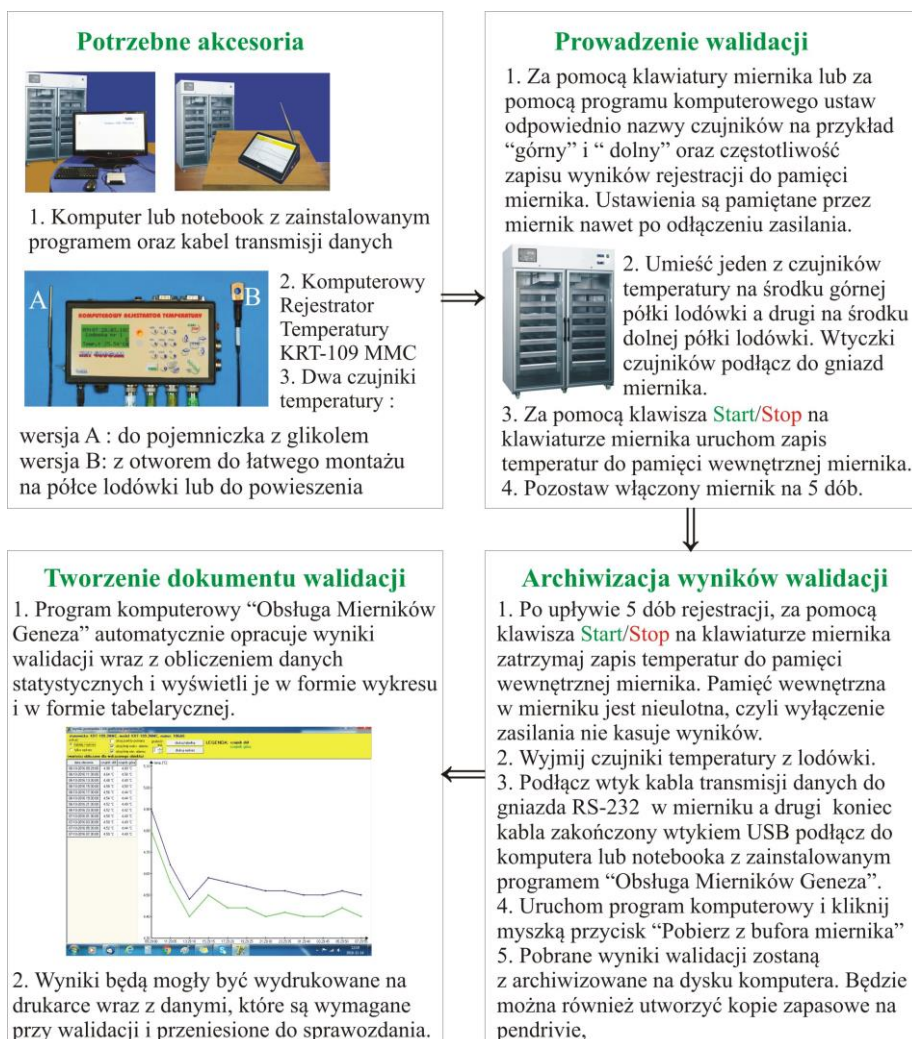 Potrzebne akcesoria
1. Komputer lub notebook z zainstalowanym
programem oraz kabel transmisji danych
A
B
KOMPUTEROWY REJESTRATOR TEMPERATURY
2. Komputerowy
Rejestrator
Temperatury
KRT-109 MMC
3. Dwa czujniki
temperatury :
wersja A : do pojemniczka z glikolem
wersja B: z otworem do łatwego montażu
na półce lodówki lub do powieszenia
⇒
Prowadzenie walidacji
1. Za pomocą klawiatury miernika lub za
pomocą programu komputerowego ustaw
odpowiednio nazwy czujników na przykład
“górny” i “ dolny” oraz częstotliwość
zapisu wyników rejestracji do pamięci
miernika. Ustawienia są pamiętane przez
miernik nawet po odłączeniu zasilania.
2. Umieść jeden z czujników
temperatury na środku górnej
półki lodówki a drugi na środku
dolnej półki lodówki. Wtyczki
czujników podłącz do gniazd
miernika.
3. Za pomocą klawisza Start/Stop na
klawiaturze miernika uruchom zapis
temperatur do pamięci wewnętrznej miernika.
4. Pozostaw włączony miernik na 5 dób.
⇓
Archiwizacja wyników walidacji
1. Po upływie 5 dób rejestracji, za pomocą
klawisza Start/Stop na klawiaturze miernika
zatrzymaj zapis temperatur do pamięci
wewnętrznej miernika. Pamięć wewnętrzna
w mierniku jest nieulotna, czyli wyłączenie
zasilania nie kasuje wyników.
2. Wyjmij czujniki temperatury z lodówki.
3. Podłącz wtyk kabla transmisji danych do
gniazda RS-232 w mierniku a drugi koniec
kabla zakończony wtykiem USB podłącz do
komputera lub notebooka z zainstalowanym
programem “Obsługa Mierników Geneza”.
4. Uruchom program komputerowy i kliknij
myszką przycisk “Pobierz z bufora miernika”
5. Pobrane wyniki walidacji zostaną
z archiwizowane na dysku komputera. Będzie
można również utworzyć kopie zapasowe na
pendrivie,
⇐
Tworzenie dokumentu walidacji
1. Program komputerowy “Obsługa Mierników
Geneza” automatycznie opracuje wyniki
walidacji wraz z obliczeniem danych
statystycznych i wyświetli je w formie wykresu
i w formie tabelarycznej.
LEGENDA:
2. Wyniki będą mogły być wydrukowane na
drukarce wraz z danymi, które są wymagane
przy walidacji i przeniesione do sprawozdania.